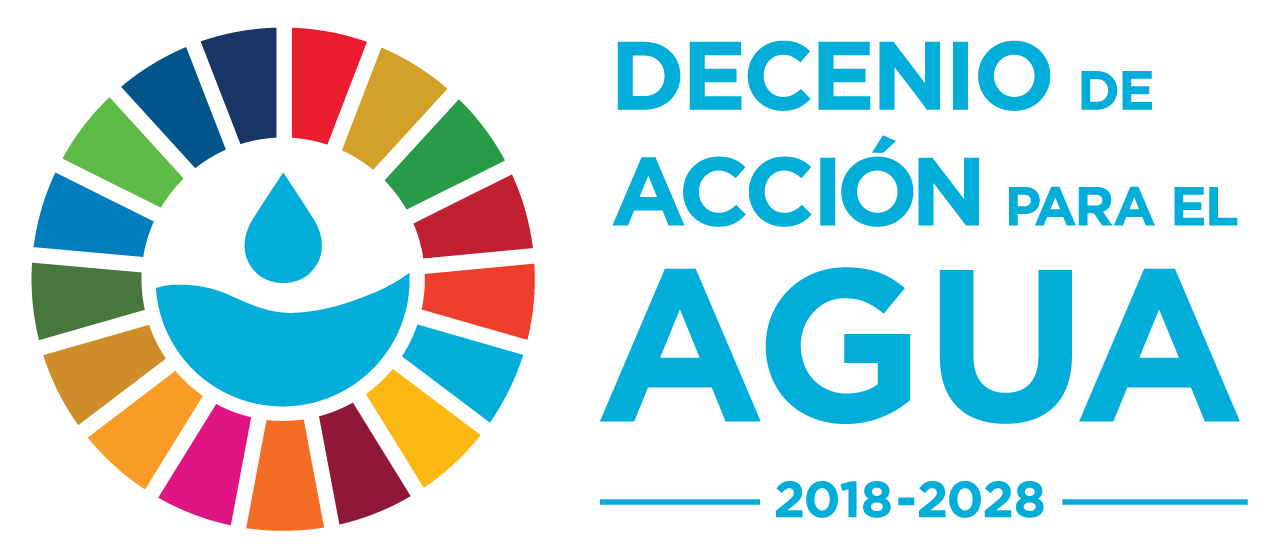 DECENIO DE
ACCIÓN PARA EL
AGUA
2018-2028